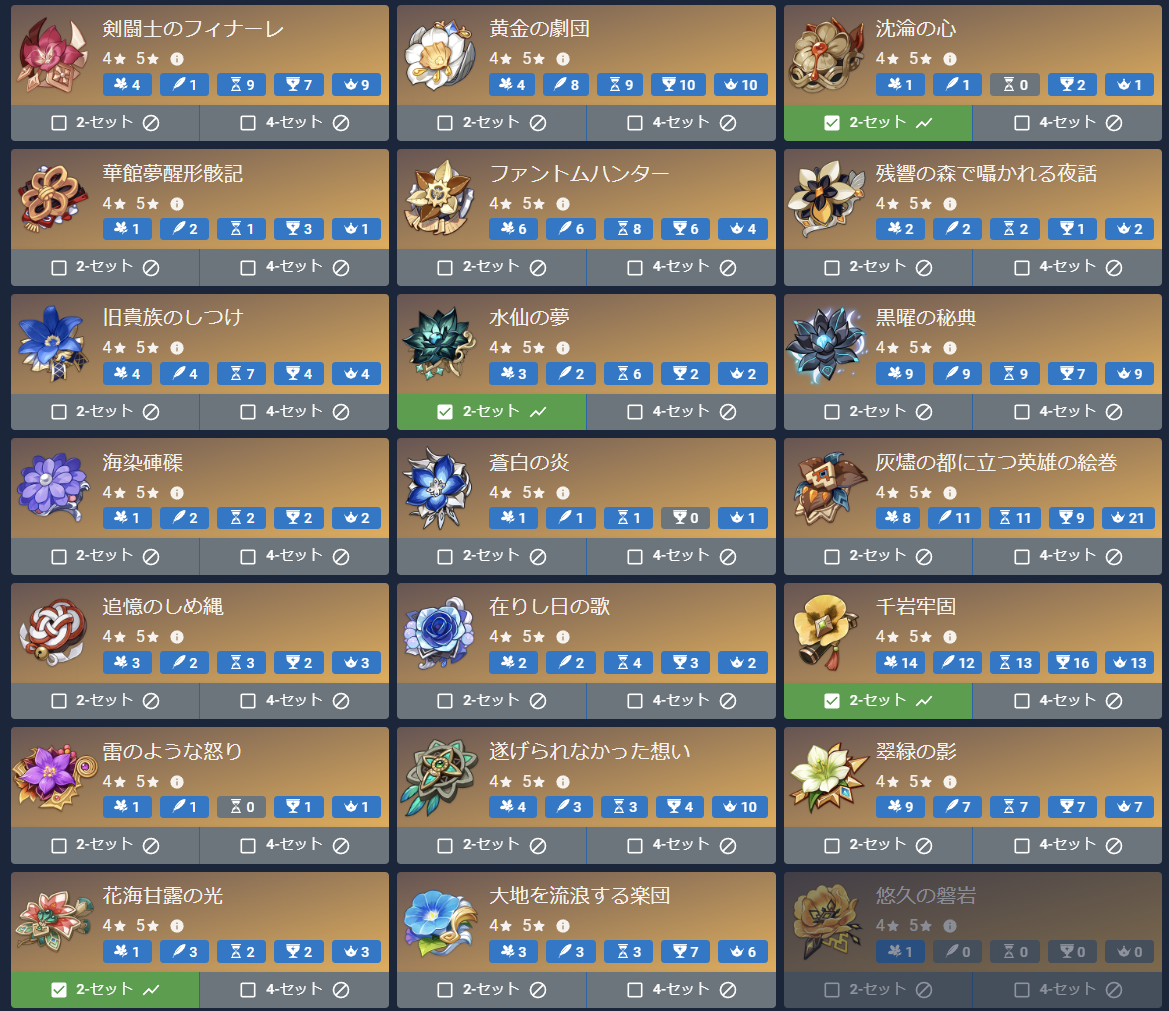 剣闘士のフィナーレ
4★ 5★
4 1 9 7 9
2-セット 4-セット
黄金の劇団
4★ 5★
4 8 9 10 10
2-セット 4-セット
沈淪の心
4★ 5★
1 1 0 2 1
2-セット 4-セット
華館夢醒形骸記
4★ 5★
1 2 1 3 1
2-セット 4-セット
ファントムハンター
4★ 5★
6 6 8 6 4
2-セット 4-セット
残響の森で囁かれる夜話
4★ 5★
2 2 2 1 2
2-セット 4-セット
旧貴族のしつけ
4★ 5★
4 4 7 4 4
2-セット 4-セット
水仙の夢
4★ 5★
3 2 6 2 2
2-セット 4-セット
黒曜の秘典
4★ 5★
9 9 9 7 9
2-セット 4-セット
海染硨磲
4★ 5★
1 2 2 2 2
2-セット 4-セット
蒼白の炎
4★ 5★
1 1 1 0 1
2-セット 4-セット
灰燼の都に立つ英雄の絵巻
4★ 5★
8 11 11 9 21
2-セット 4-セット
追憶のしめ縄
4★ 5★
3 2 3 2 3
2-セット 4-セット
在りし日の歌
4★ 5★
2 2 4 3 2
2-セット 4-セット
千岩牢固
4★ 5★
14 12 13 16 13
2-セット 4-セット
雷のような怒り
4★ 5★
1 1 0 1 1
2-セット 4-セット
遂げられなかった想い
4★ 5★
4 3 3 4 10
2-セット 4-セット
翠緑の影
4★ 5★
9 7 7 7 7
2-セット 4-セット
花海甘露の光
4★ 5★
1 3 2 2 3
2-セット 4-セット
大地を流浪する楽団
4★ 5★
3 3 3 7 6
2-セット 4-セット
悠久の磐岩
4★ 5★
1 0 0 0 0
2-セット 4-セット